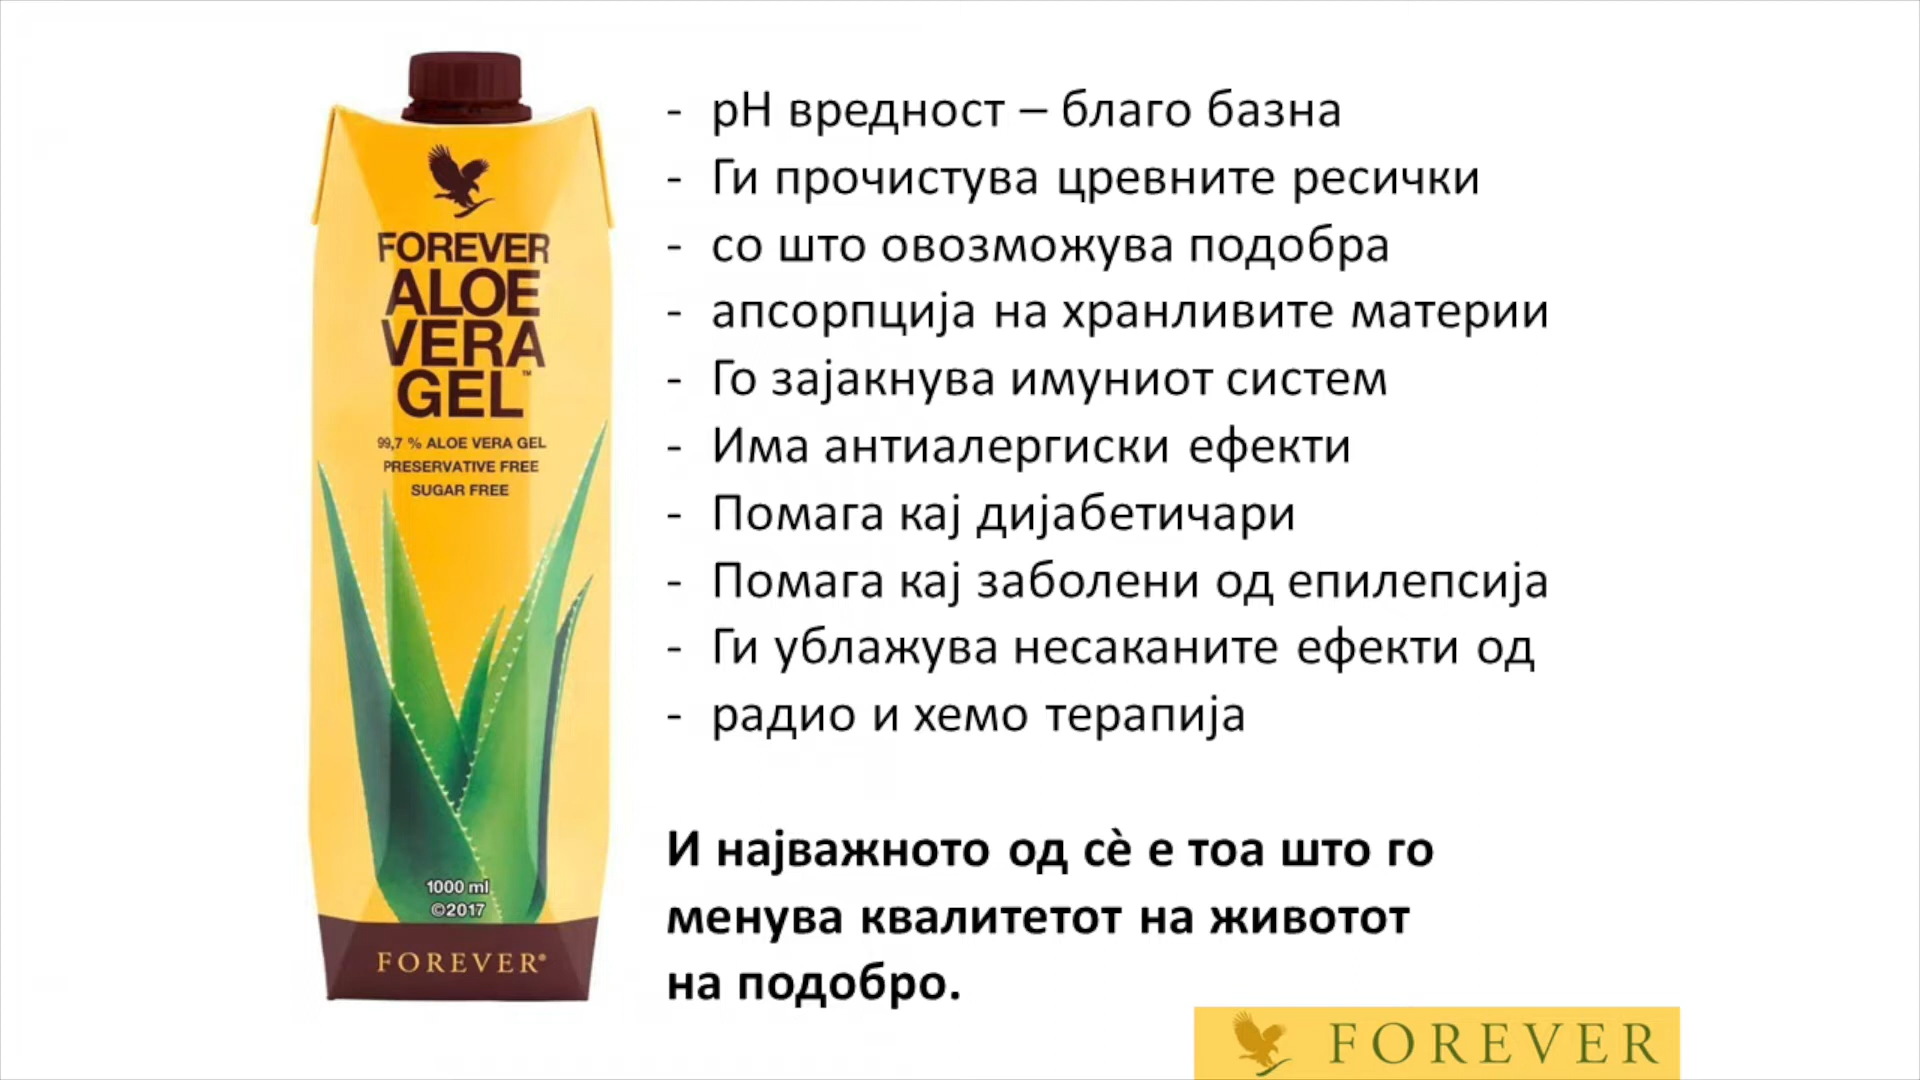 FOREVER
ALOE
VERA
GEL™
99,7 % ALOE VERA GEL
PRESERVATIVE FREE
SUGAR FREE
1000 ml
©2017
FOREVER®
- pH вредност – благо базна
- Ги прочистува цревните ресички
- со што овозможува подобра
- апсорпција на хранливите материи
- Го зајакнува имуниот систем
- Има антиалергиски ефекти
- Помага кај дијабетичари
- Помага кај заболени од епилепсија
- Ги ублажува несаканите ефекти од
- радио и хемо терапија
И најважното од сѐ е тоа што го
менува квалитетот на животот
на подобро.
FOREVER